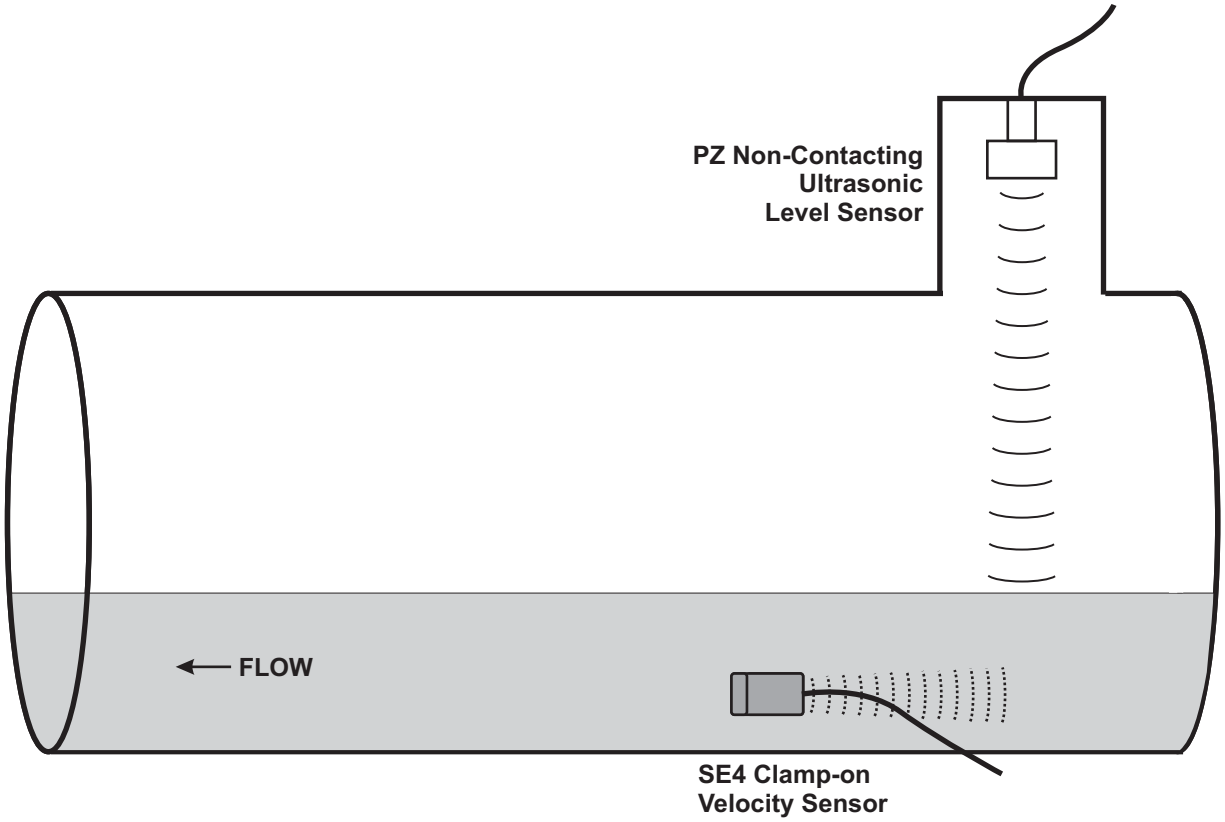 PZ Non-Contacting
Ultrasonic
Level Sensor
FLOW
SE4 Clamp-on
Velocity Sensor